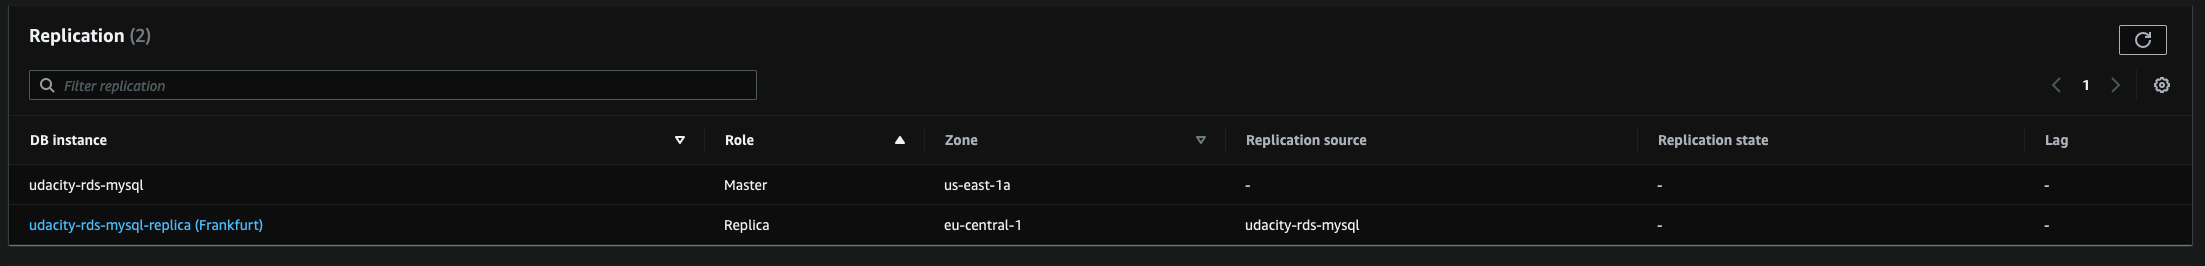 Replication (2)
Filter replication
1
DB instance Role Zone Replication source Replication state Lag
udacity-rds-mysql Master us-east-1a - - -
udacity-rds-mysql-replica (Frankfurt) Replica eu-central-1 udacity-rds-mysql - -